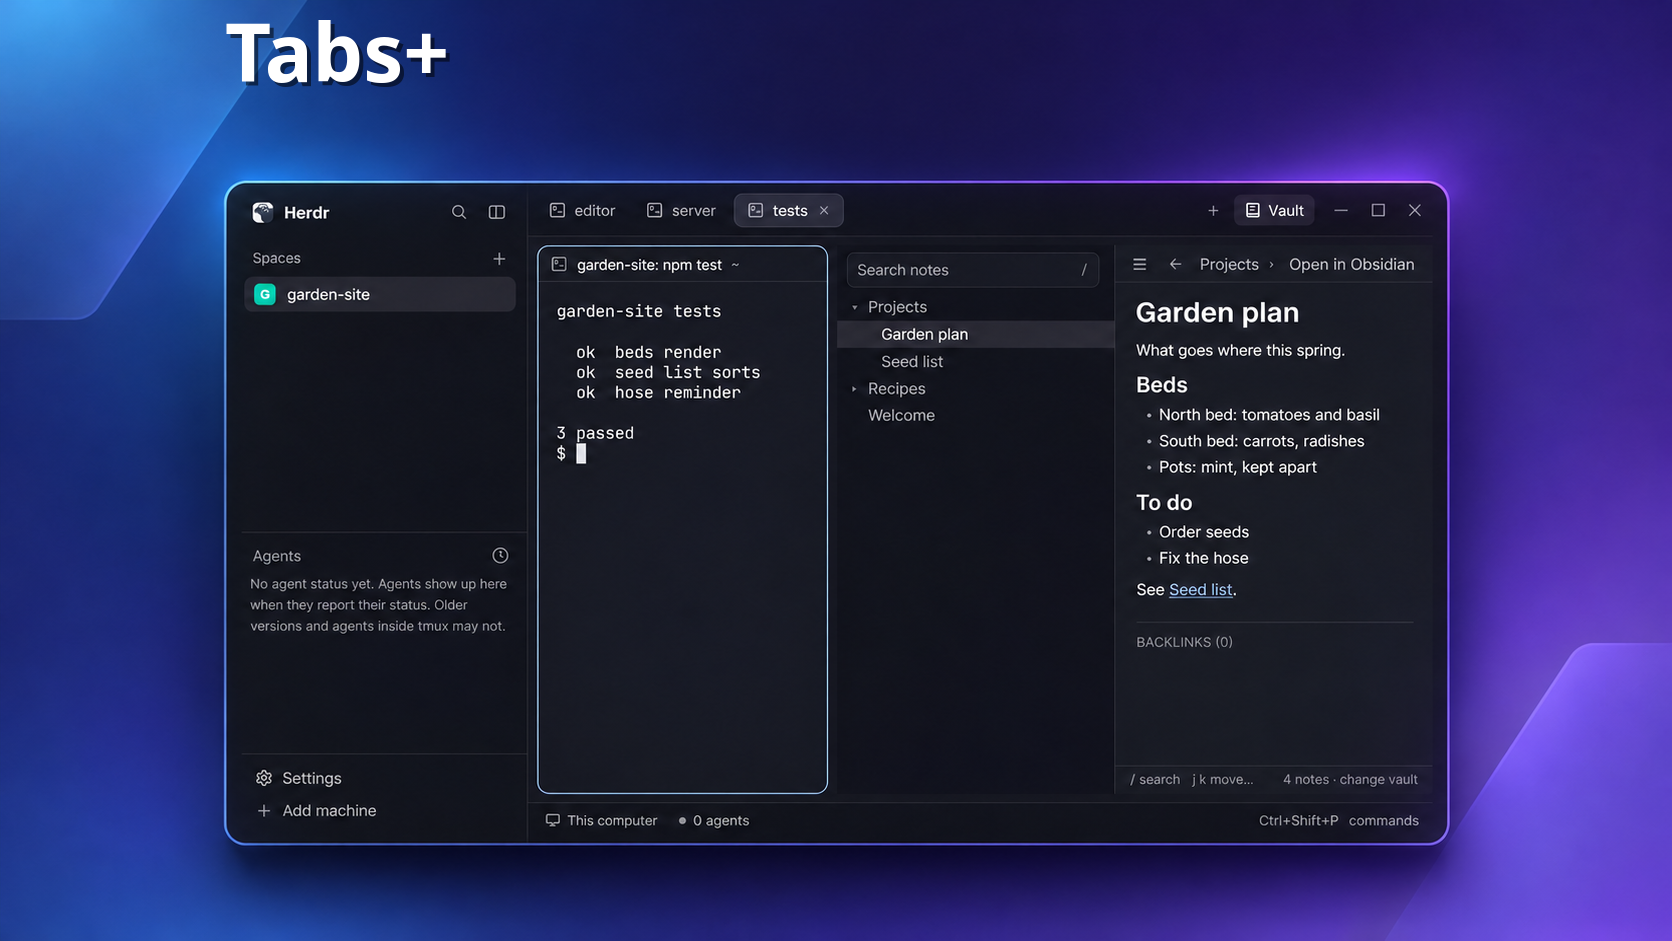 Tabs+
Herdr
Spaces
G garden-site
Agents
No agent status yet. Agents show up here
when they report their status. Older
versions and agents inside tmux may not.
Settings
Add machine
editor server tests
Vault
garden-site: npm test ~
garden-site tests
ok beds render
ok seed list sorts
ok hose reminder
3 passed
$
Search notes /
Projects
Garden plan
Seed list
Recipes
Welcome
Projects › Open in Obsidian
Garden plan
What goes where this spring.
Beds
• North bed: tomatoes and basil
• South bed: carrots, radishes
• Pots: mint, kept apart
To do
• Order seeds
• Fix the hose
See Seed list.
BACKLINKS (0)
/ search j k move... 4 notes · change vault
This computer 0 agents
Ctrl+Shift+P commands